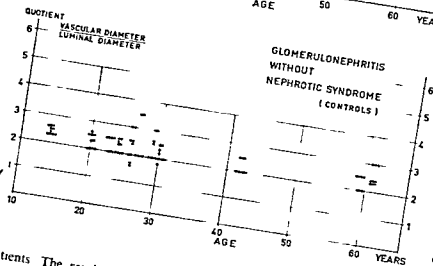 AGE 50 60 YEA
QUOTIENT
VASCULAR DIAMETER
LUMINAL DIAMETER
GLOMERULONEPHRITIS
WITHOUT
NEPHROTIC SYNDROME
(CONTROLS)
6
5
4
3
2
1
6
5
4
3
2
1
10 20 30 40 50 60 YEARS
AGE
tients The